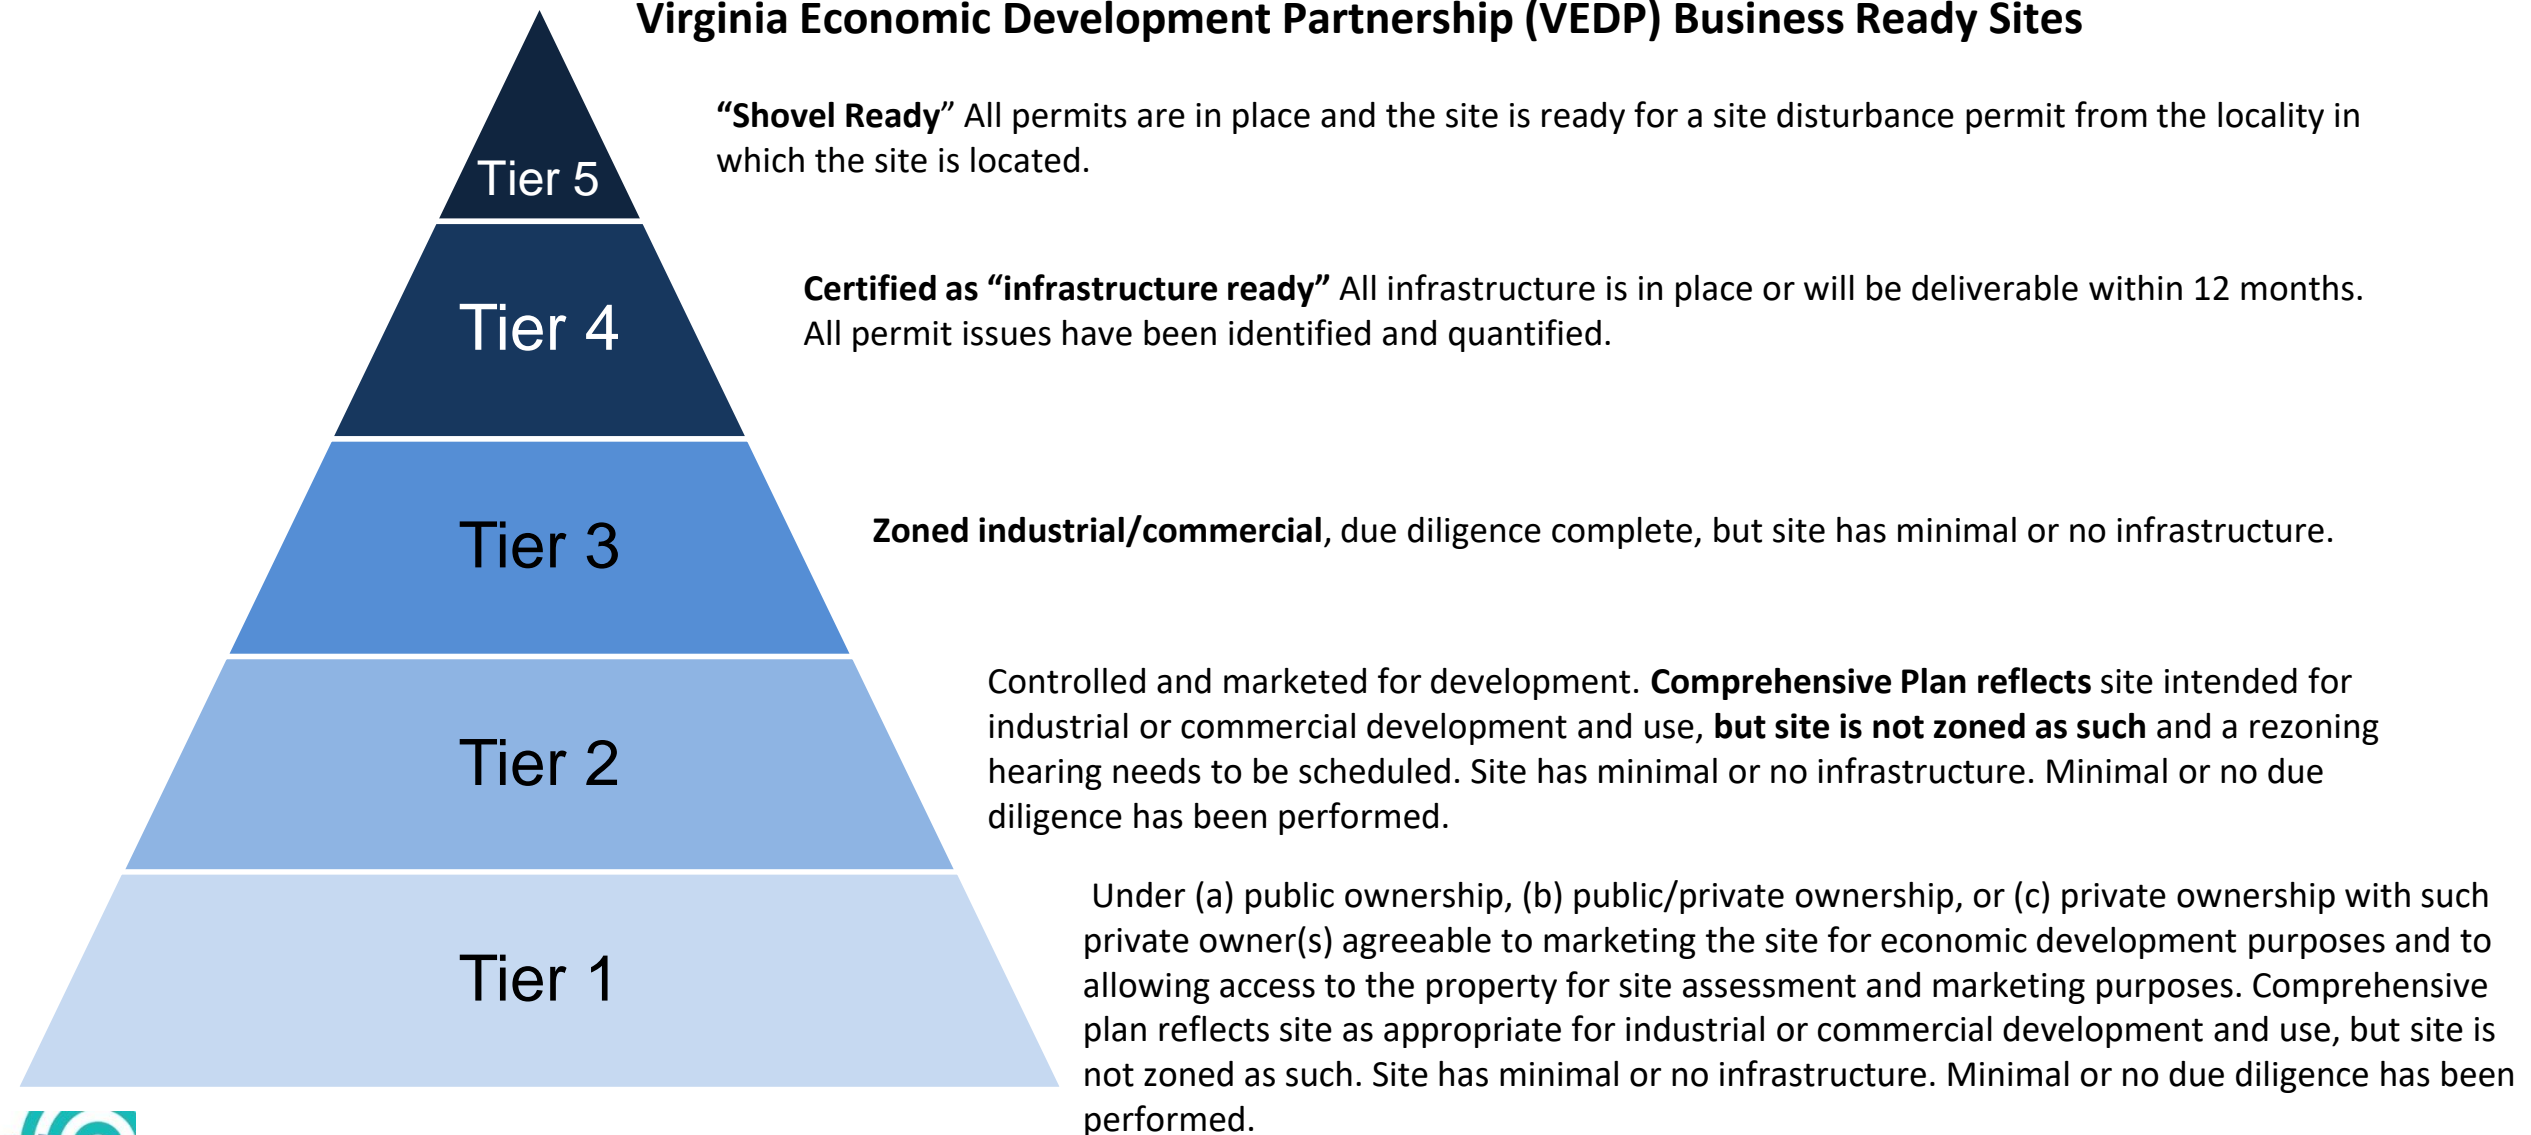 Virginia Economic Development Partnership (VEDP) Business Ready Sites
“Shovel Ready” All permits are in place and the site is ready for a site disturbance permit from the locality in
which the site is located.
Tier 5
Certified as “infrastructure ready” All infrastructure is in place or will be deliverable within 12 months.
All permit issues have been identified and quantified.
Tier 4
Zoned industrial/commercial, due diligence complete, but site has minimal or no infrastructure.
Tier 3
Controlled and marketed for development. Comprehensive Plan reflects site intended for
industrial or commercial development and use, but site is not zoned as such and a rezoning
hearing needs to be scheduled. Site has minimal or no infrastructure. Minimal or no due
diligence has been performed.
Tier 2
Under (a) public ownership, (b) public/private ownership, or (c) private ownership with such
private owner(s) agreeable to marketing the site for economic development purposes and to
allowing access to the property for site assessment and marketing purposes. Comprehensive
plan reflects site as appropriate for industrial or commercial development and use, but site is
not zoned as such. Site has minimal or no infrastructure. Minimal or no due diligence has been
performed.
Tier 1